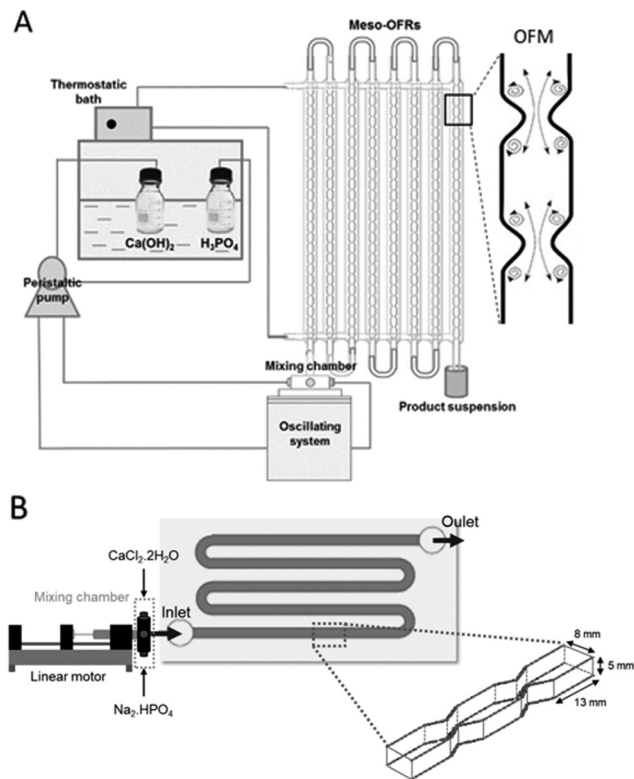 A
Meso-OFRs
OFM
Thermostatic
bath
Ca(OH)₂
H₃PO₄
Peristaltic
pump
Mixing chamber
Oscillating
system
Product suspension
B
CaCl₂.2H₂O
Oulet
Mixing chamber
Inlet
8 mm
5 mm
13 mm
Linear motor
Na₂.HPO₄